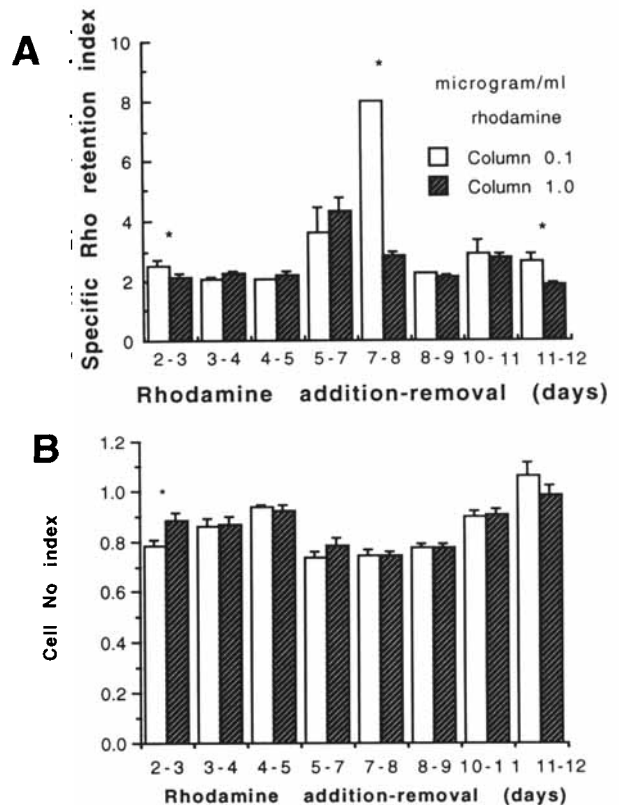 A
Specific Rho retention index
10
8
6
4
2
0
*
*
*
microgram/ml
rhodamine
Column 0.1
Column 1.0
2-3 3-4 4-5 5-7 7-8 8-9 10-11 11-12
Rhodamine addition-removal (days)
B
Cell No index
1.2
1.0
0.8
0.6
0.4
0.2
0.0
*
2-3 3-4 4-5 5-7 7-8 8-9 10-11 11-12
Rhodamine addition-removal (days)